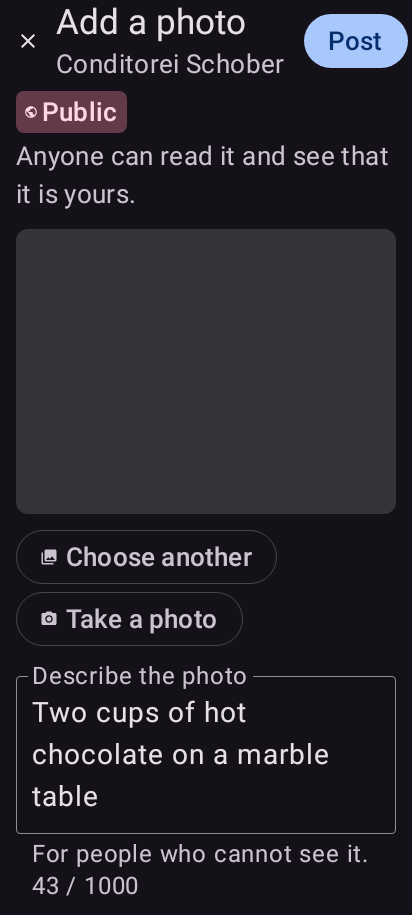 Add a photo
Conditorei Schober
Post
Public
Anyone can read it and see that
it is yours.
Choose another
Take a photo
Describe the photo
Two cups of hot
chocolate on a marble
table
For people who cannot see it.
43 / 1000